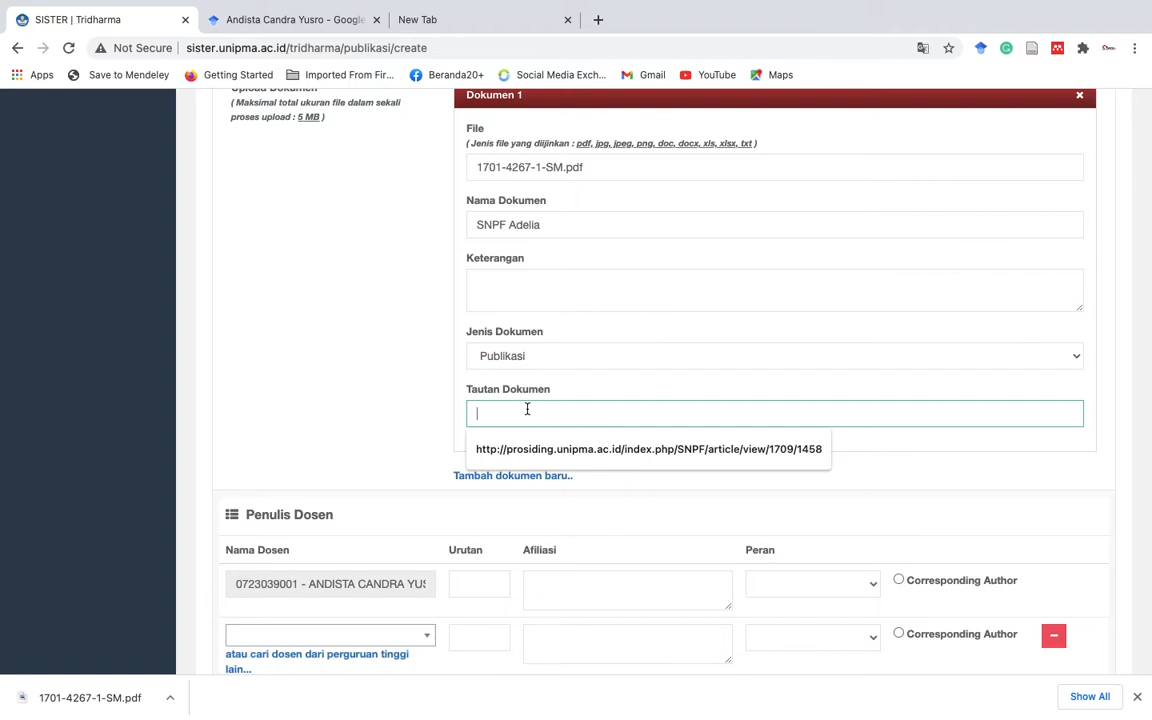 SISTER | Tridharma
Andista Candra Yusro - Google
New Tab
Not Secure | sister.unipma.ac.id/tridharma/publikasi/create
Apps Save to Mendeley Getting Started Imported From Fir... Beranda20+ Social Media Exch... Gmail YouTube Maps
Upload Dokumen
( Maksimal total ukuran file dalam sekali
proses upload : 5 MB )
Dokumen 1
File
( Jenis file yang diijinkan : pdf, jpg, jpeg, png, doc, docx, xls, xlsx, txt )
1701-4267-1-SM.pdf
Nama Dokumen
SNPF Adelia
Keterangan
Jenis Dokumen
Publikasi
Tautan Dokumen
http://prosiding.unipma.ac.id/index.php/SNPF/article/view/1709/1458
Tambah dokumen baru..
Penulis Dosen
Nama Dosen Urutan Afiliasi Peran
0723039001 - ANDISTA CANDRA YUS
Corresponding Author
Corresponding Author
atau cari dosen dari perguruan tinggi
lain...
1701-4267-1-SM.pdf
Show All